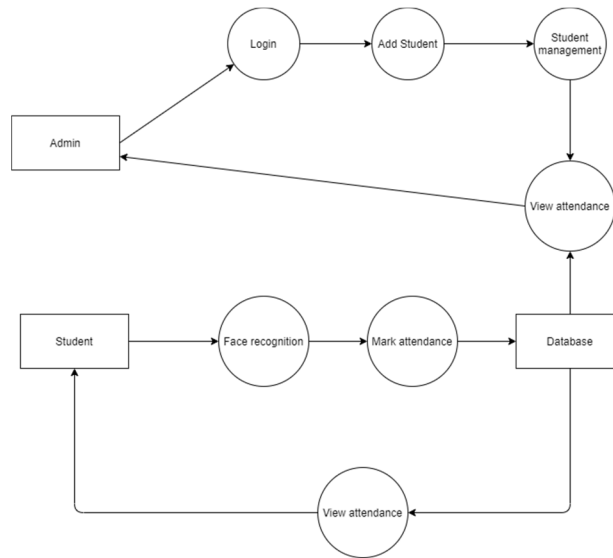 Login
Add Student
Student
management
Admin
View attendance
Student
Face recognition
Mark attendance
Database
View attendance